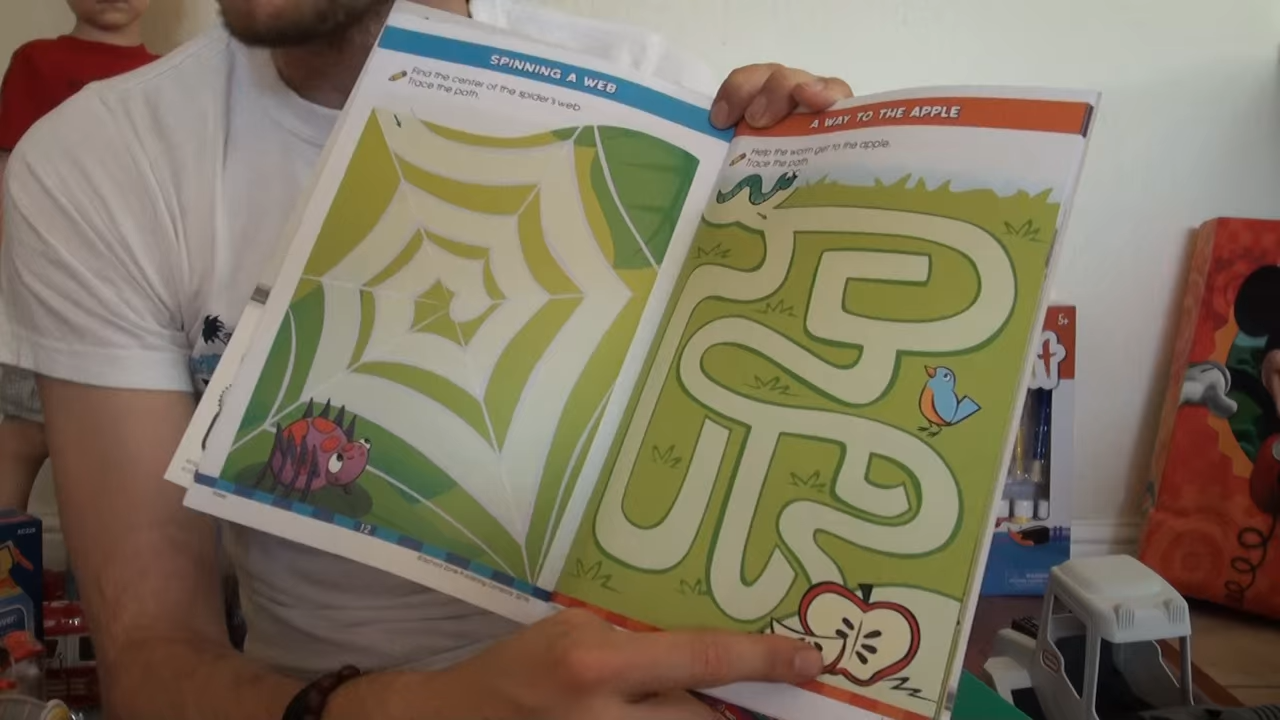 SPINNING A WEB
Find the center of the spider's web.
Trace the path.
12
A WAY TO THE APPLE
Help the worm get to the apple.
Trace the path.
5+